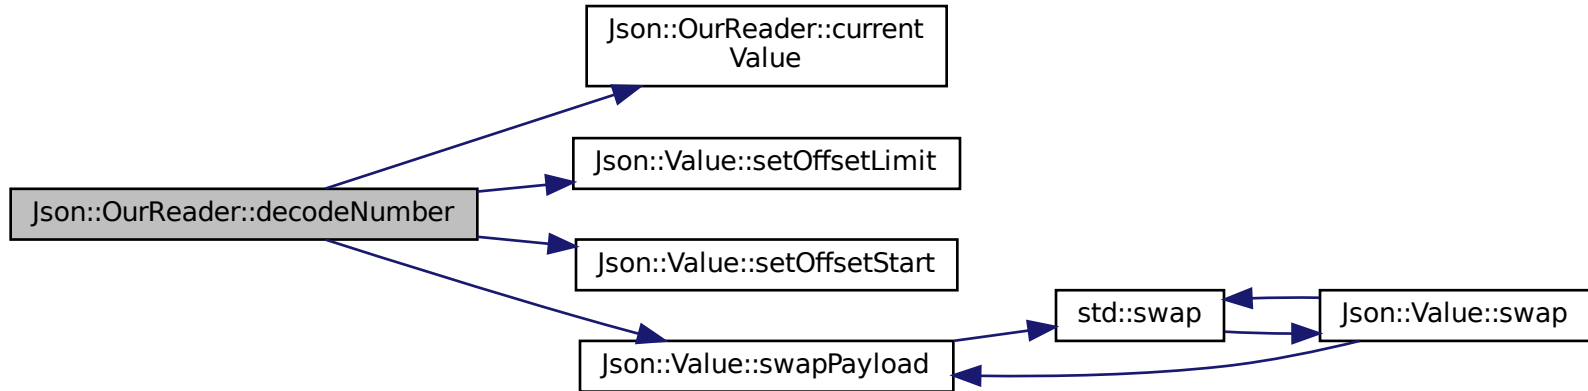 Json::OurReader::current
Value
Json::Value::setOffsetLimit
Json::OurReader::decodeNumber
Json::Value::setOffsetStart
std::swap
Json::Value::swap
Json::Value::swapPayload